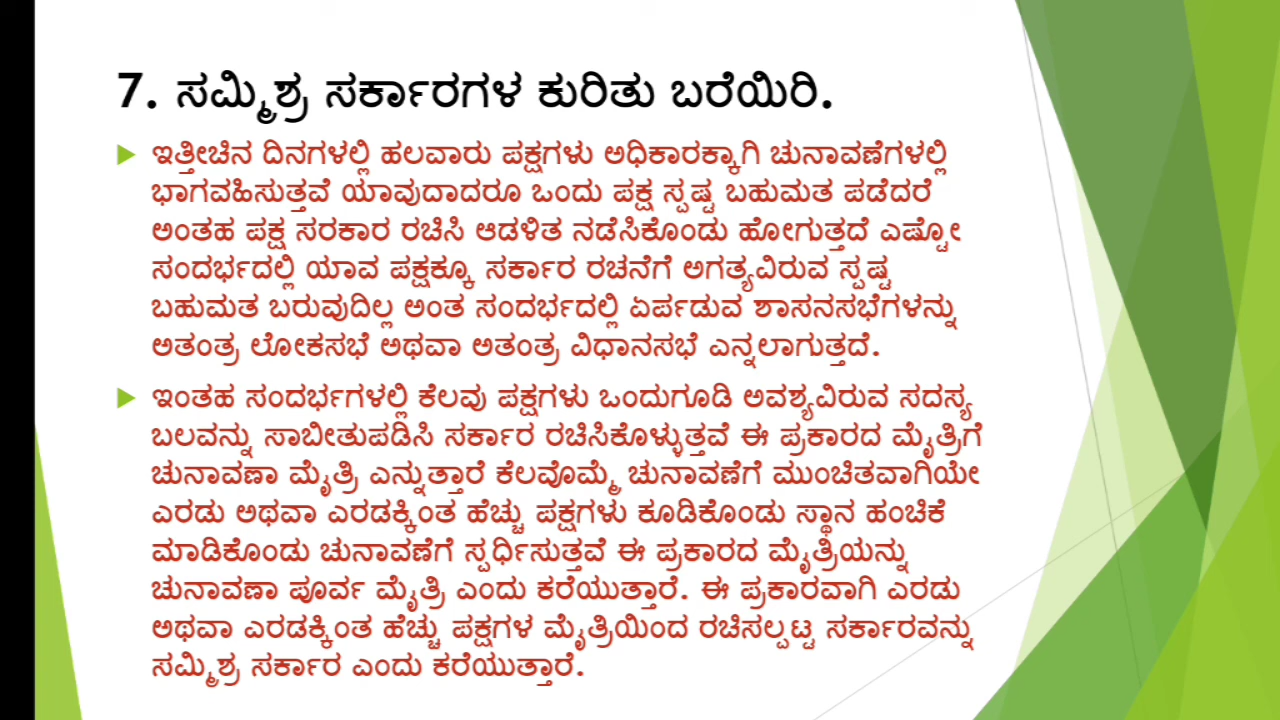 7. ಸಮ್ಮಿಶ್ರ ಸರ್ಕಾರಗಳ ಕುರಿತು ಬರೆಯಿರಿ.
ಇತ್ತೀಚಿನ ದಿನಗಳಲ್ಲಿ ಹಲವಾರು ಪಕ್ಷಗಳು ಅಧಿಕಾರಕ್ಕಾಗಿ ಚುನಾವಣೆಗಳಲ್ಲಿ
ಭಾಗವಹಿಸುತ್ತವೆ ಯಾವುದಾದರೂ ಒಂದು ಪಕ್ಷ ಸ್ಪಷ್ಟ ಬಹುಮತ ಪಡೆದರೆ
ಅಂತಹ ಪಕ್ಷ ಸರಕಾರ ರಚಿಸಿ ಆಡಳಿತ ನಡೆಸಿಕೊಂಡು ಹೋಗುತ್ತದೆ ಎಷ್ಟೋ
ಸಂದರ್ಭದಲ್ಲಿ ಯಾವ ಪಕ್ಷಕ್ಕೂ ಸರ್ಕಾರ ರಚನೆಗೆ ಅಗತ್ಯವಿರುವ ಸ್ಪಷ್ಟ
ಬಹುಮತ ಬರುವುದಿಲ್ಲ ಅಂತ ಸಂದರ್ಭದಲ್ಲಿ ಏರ್ಪಡುವ ಶಾಸನಸಭೆಗಳನ್ನು
ಅತಂತ್ರ ಲೋಕಸಭೆ ಅಥವಾ ಅತಂತ್ರ ವಿಧಾನಸಭೆ ಎನ್ನಲಾಗುತ್ತದೆ.
ಇಂತಹ ಸಂದರ್ಭಗಳಲ್ಲಿ ಕೆಲವು ಪಕ್ಷಗಳು ಒಂದುಗೂಡಿ ಅವಶ್ಯವಿರುವ ಸದಸ್ಯ
ಬಲವನ್ನು ಸಾಬೀತುಪಡಿಸಿ ಸರ್ಕಾರ ರಚಿಸಿಕೊಳ್ಳುತ್ತವೆ ಈ ಪ್ರಕಾರದ ಮೈತ್ರಿಗೆ
ಚುನಾವಣಾ ಮೈತ್ರಿ ಎನ್ನುತ್ತಾರೆ ಕೆಲವೊಮ್ಮೆ ಚುನಾವಣೆಗೆ ಮುಂಚಿತವಾಗಿಯೇ
ಎರಡು ಅಥವಾ ಎರಡಕ್ಕಿಂತ ಹೆಚ್ಚು ಪಕ್ಷಗಳು ಕೂಡಿಕೊಂಡು ಸ್ಥಾನ ಹಂಚಿಕೆ
ಮಾಡಿಕೊಂಡು ಚುನಾವಣೆಗೆ ಸ್ಪರ್ಧಿಸುತ್ತವೆ ಈ ಪ್ರಕಾರದ ಮೈತ್ರಿಯನ್ನು
ಚುನಾವಣಾ ಪೂರ್ವ ಮೈತ್ರಿ ಎಂದು ಕರೆಯುತ್ತಾರೆ. ಈ ಪ್ರಕಾರವಾಗಿ ಎರಡು
ಅಥವಾ ಎರಡಕ್ಕಿಂತ ಹೆಚ್ಚು ಪಕ್ಷಗಳ ಮೈತ್ರಿಯಿಂದ ರಚಿಸಲ್ಪಟ್ಟ ಸರ್ಕಾರವನ್ನು
ಸಮ್ಮಿಶ್ರ ಸರ್ಕಾರ ಎಂದು ಕರೆಯುತ್ತಾರೆ.